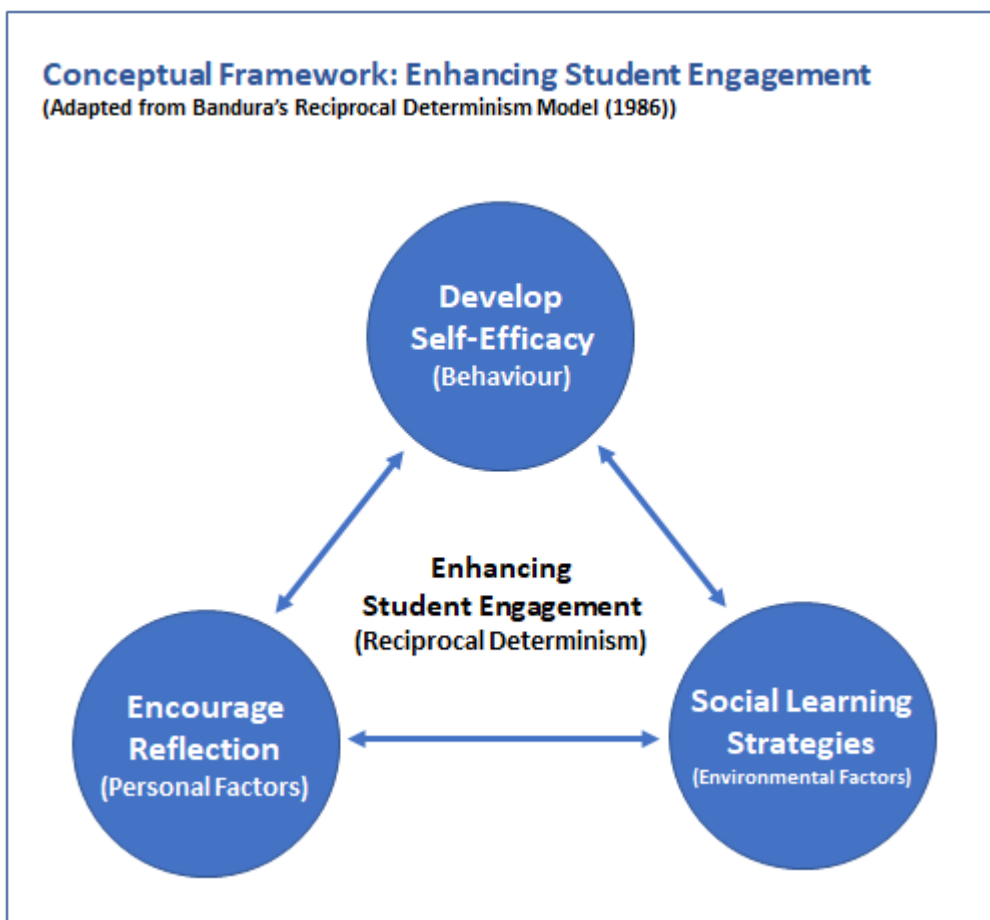 Conceptual Framework: Enhancing Student Engagement
(Adapted from Bandura's Reciprocal Determinism Model (1986))
Develop
Self-Efficacy
(Behaviour)
Enhancing
Student Engagement
(Reciprocal Determinism)
Encourage
Reflection
(Personal Factors)
Social Learning
Strategies
(Environmental Factors)